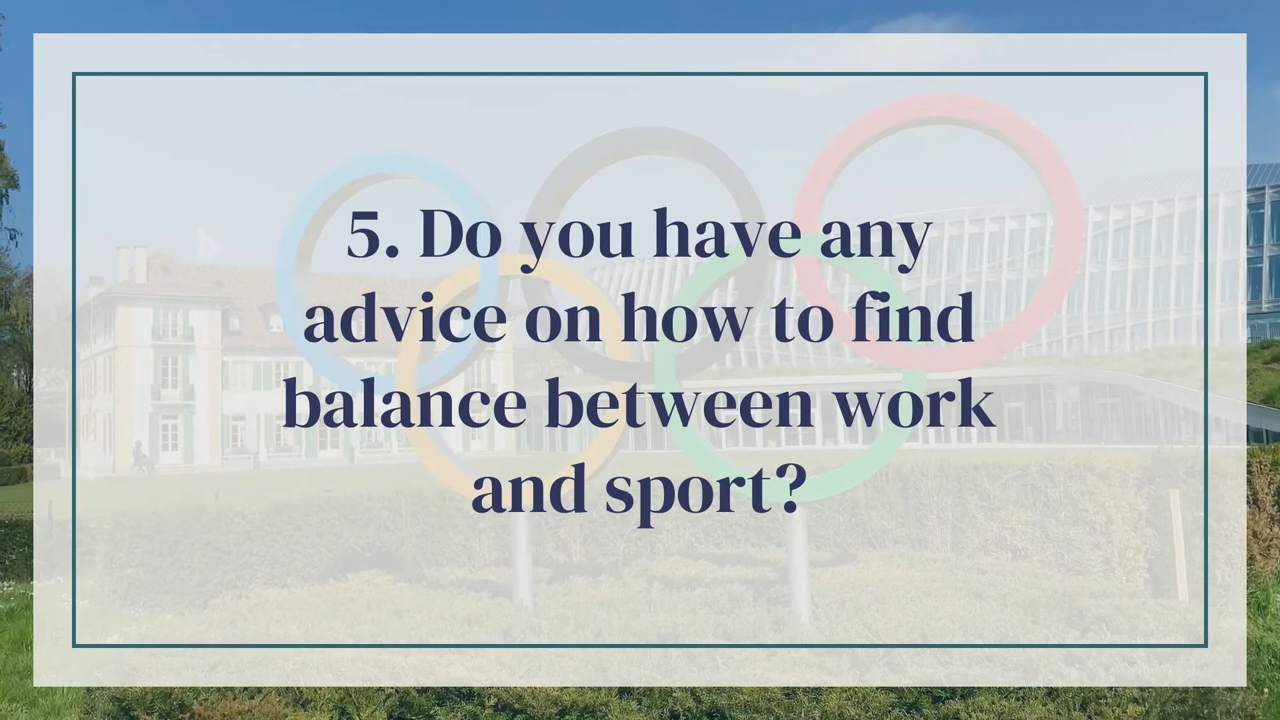 5. Do you have any
advice on how to find
balance between work
and sport?